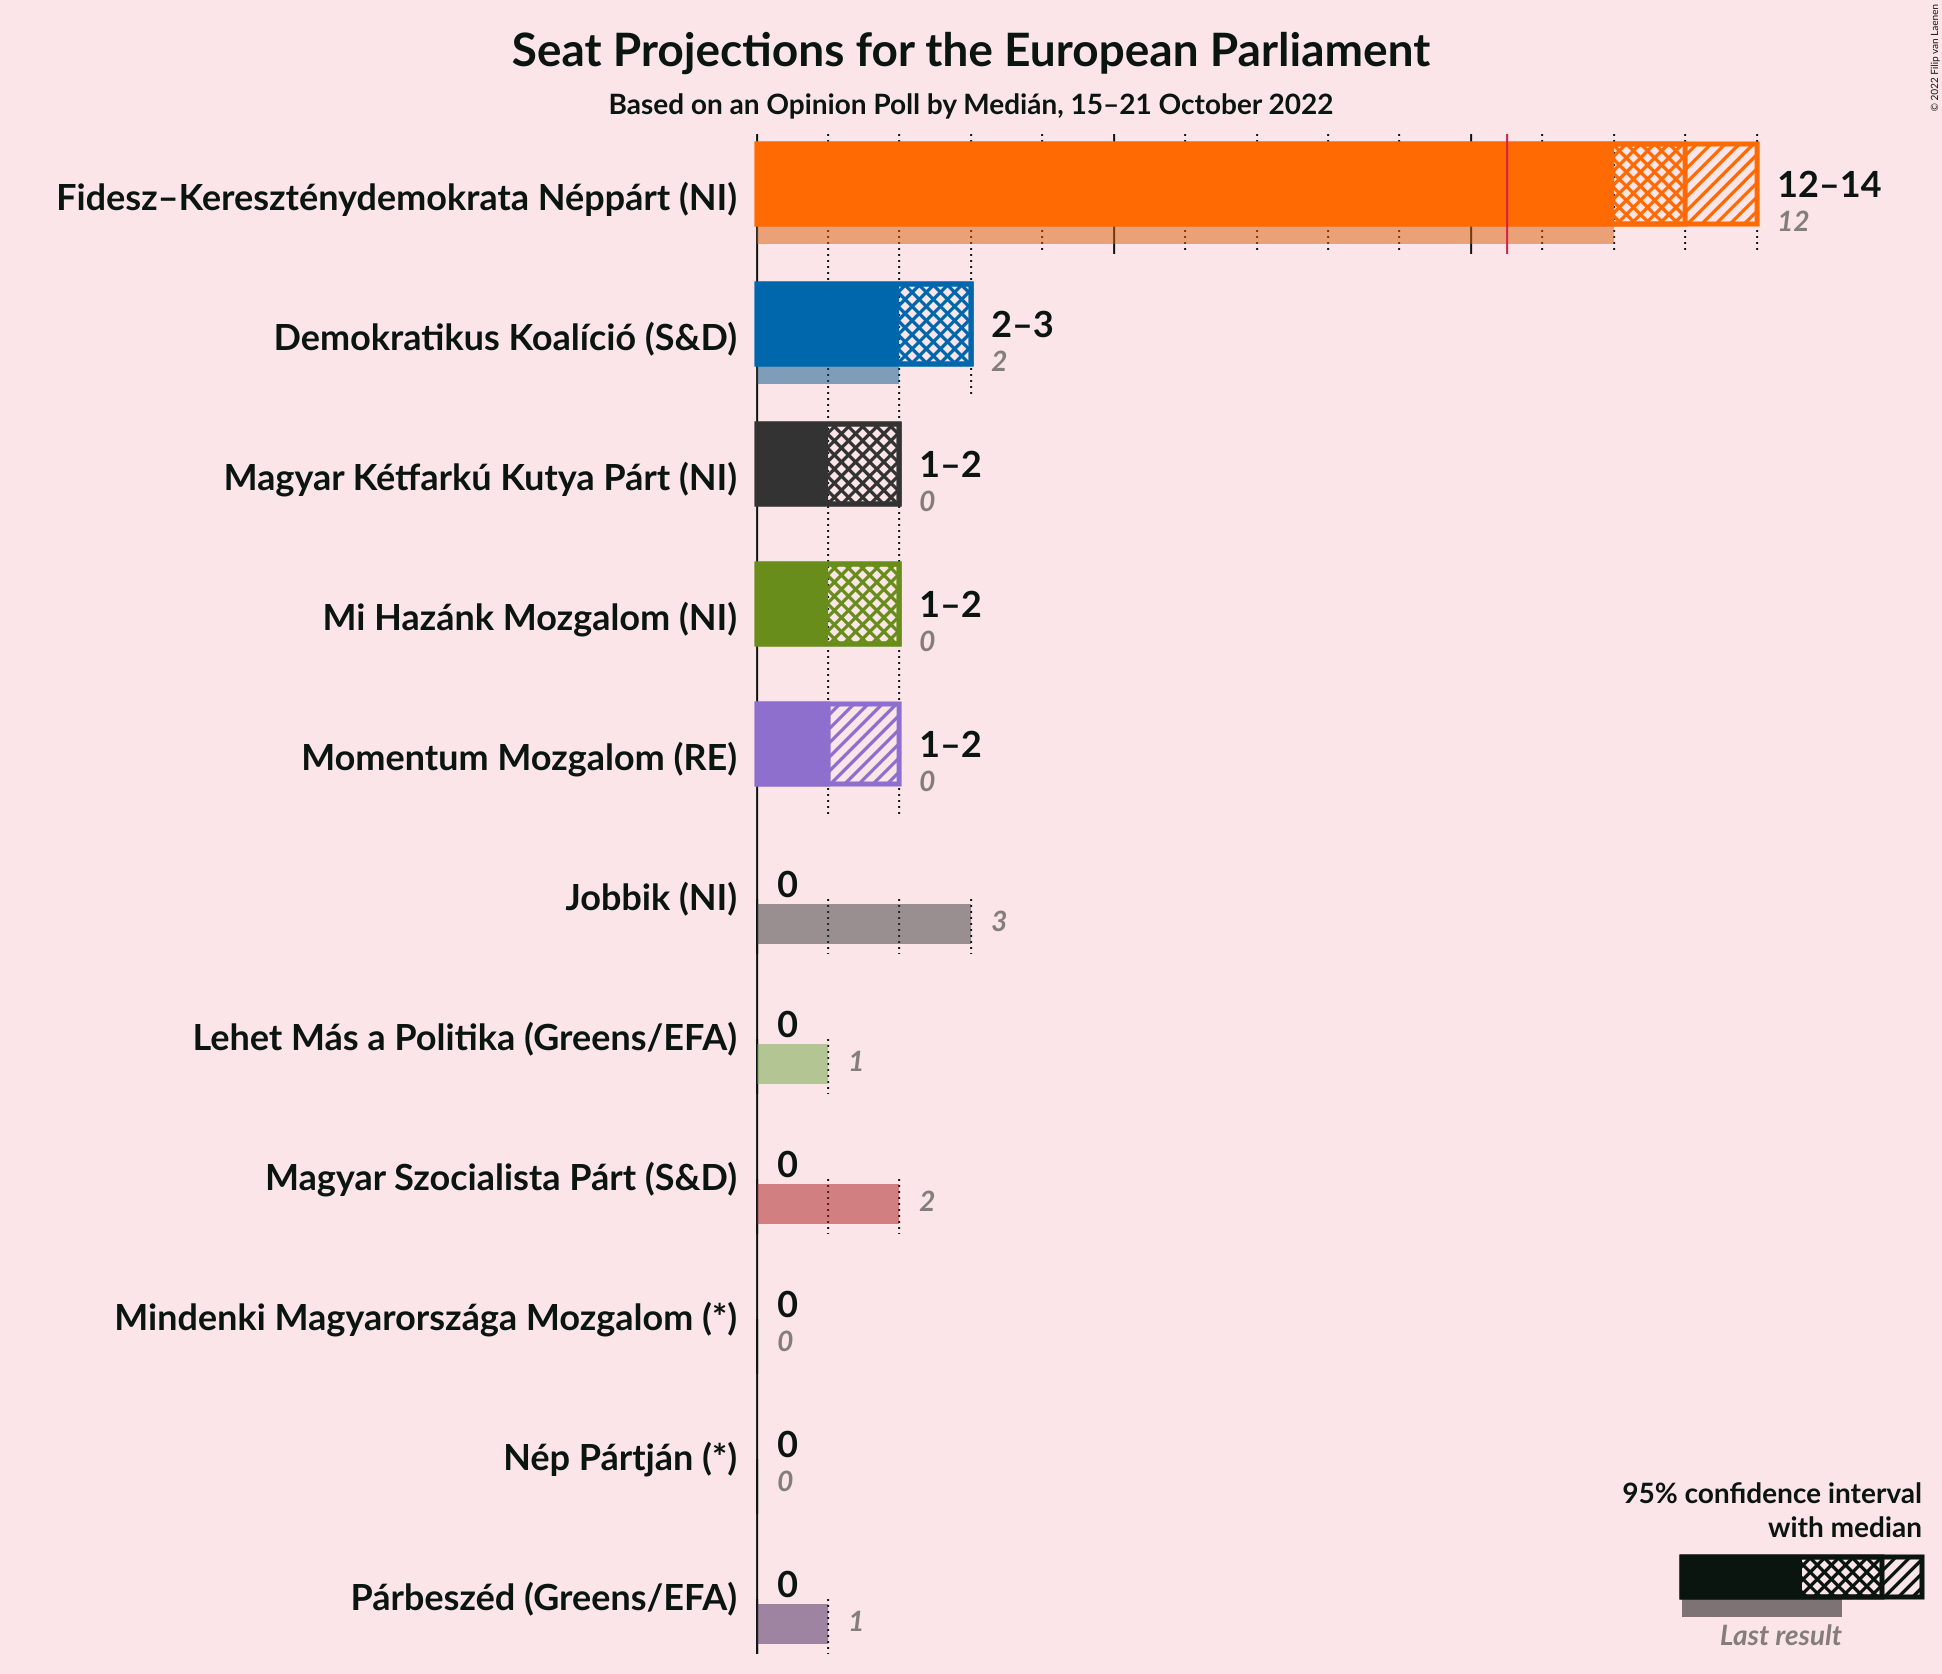 Seat Projections for the European Parliament
Based on an Opinion Poll by Medián, 15–21 October 2022
© 2022 Filip van Laenen
Fidesz–Kereszténydemokrata Néppárt (NI)
12–14
12
Demokratikus Koalíció (S&D)
2–3
2
Magyar Kétfarkú Kutya Párt (NI)
1–2
0
Mi Hazánk Mozgalom (NI)
1–2
0
Momentum Mozgalom (RE)
1–2
0
Jobbik (NI)
0
3
Lehet Más a Politika (Greens/EFA)
0
1
Magyar Szocialista Párt (S&D)
0
2
Mindenki Magyarországa Mozgalom (*)
0
0
Nép Pártján (*)
0
0
Párbeszéd (Greens/EFA)
0
1
95% confidence interval
with median
Last result